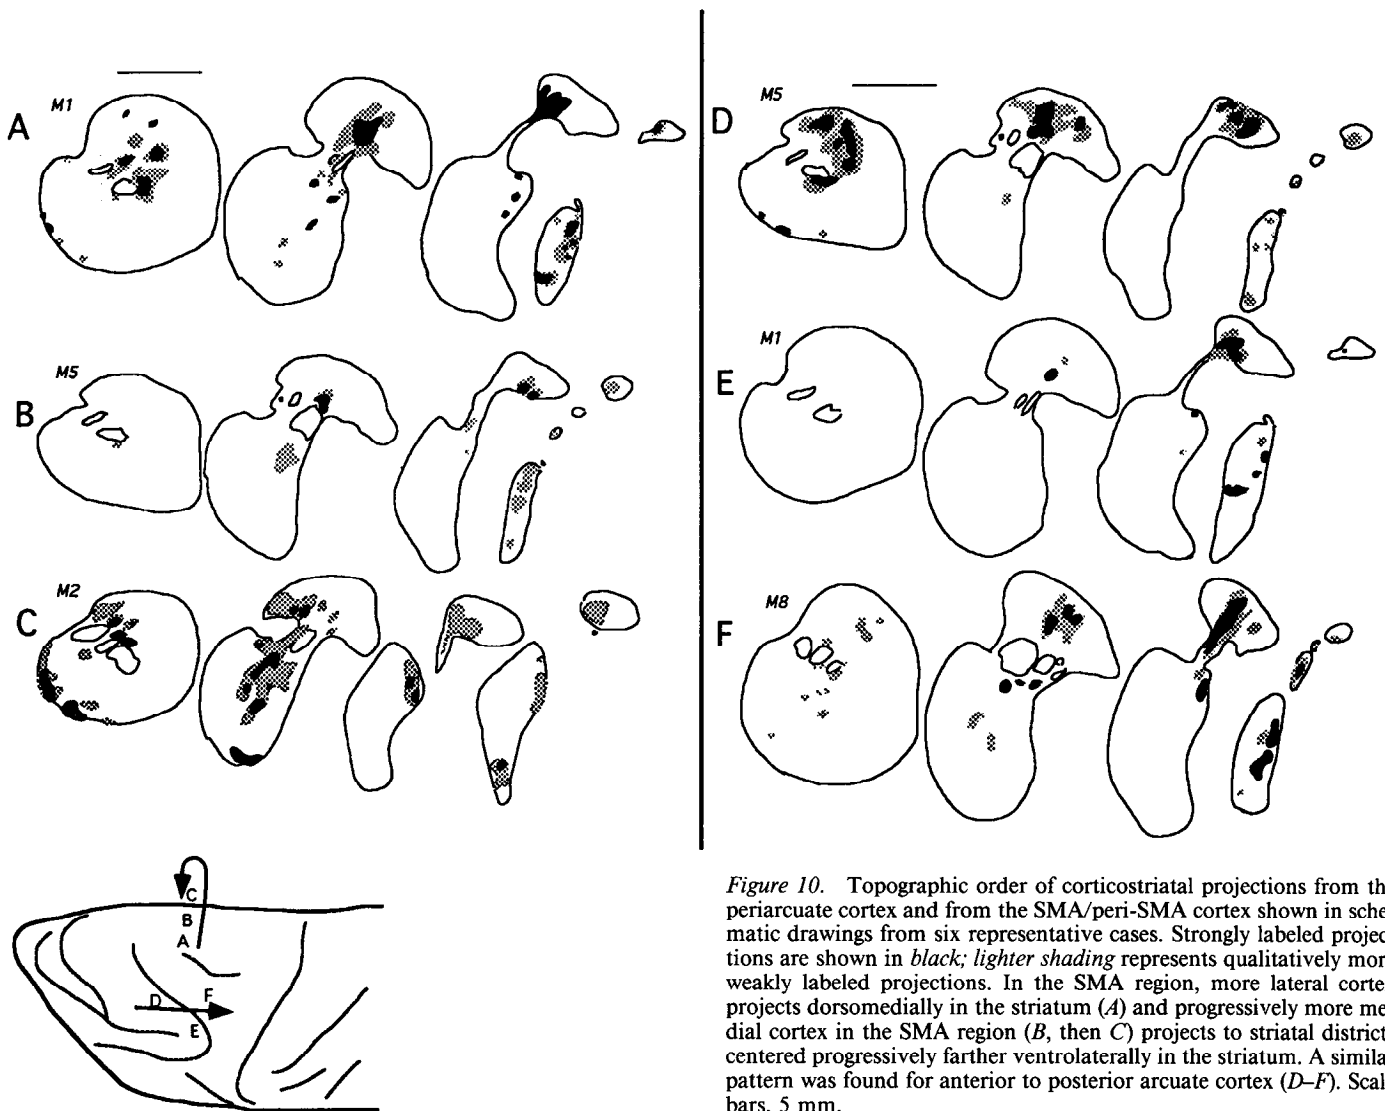 A
M1
B
M5
C
M2
D
M5
E
M1
F
M8
C
B
A
D
F
E
Figure 10. Topographic order of corticostriatal projections from th
periarcuate cortex and from the SMA/peri-SMA cortex shown in sche
matic drawings from six representative cases. Strongly labeled projec
tions are shown in black; lighter shading represents qualitatively mor
weakly labeled projections. In the SMA region, more lateral corte
projects dorsomedially in the striatum (A) and progressively more me
dial cortex in the SMA region (B, then C) projects to striatal district
centered progressively farther ventrolaterally in the striatum. A simila
pattern was found for anterior to posterior arcuate cortex (D–F). Scal
bars, 5 mm.